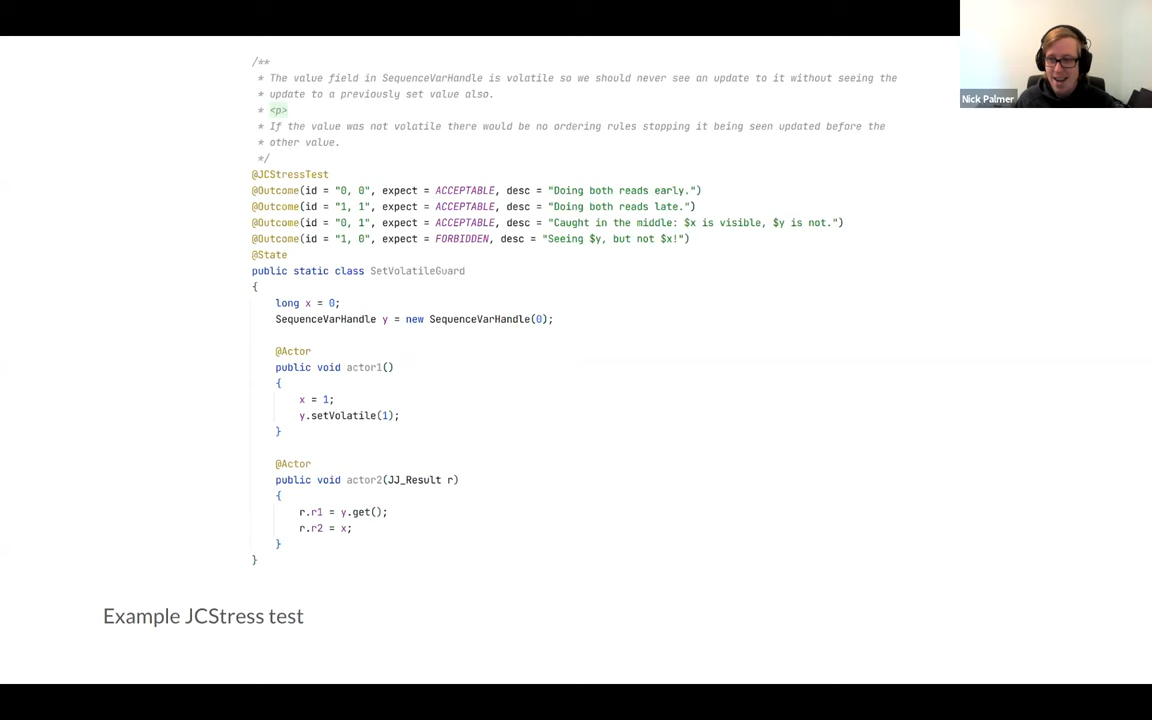 /**
* The value field in SequenceVarHandle is volatile so we should never see an update to it without seeing the
* update to a previously set value also.
* <p>
* If the value was not volatile there would be no ordering rules stopping it being seen updated before the
* other value.
*/
@JCStressTest
@Outcome(id = "0, 0", expect = ACCEPTABLE, desc = "Doing both reads early.")
@Outcome(id = "1, 1", expect = ACCEPTABLE, desc = "Doing both reads late.")
@Outcome(id = "0, 1", expect = ACCEPTABLE, desc = "Caught in the middle: $x is visible, $y is not.")
@Outcome(id = "1, 0", expect = FORBIDDEN, desc = "Seeing $y, but not $x!")
@State
public static class SetVolatileGuard
{
long x = 0;
SequenceVarHandle y = new SequenceVarHandle(0);
@Actor
public void actor1()
{
x = 1;
y.setVolatile(1);
}
@Actor
public void actor2(JJ_Result r)
{
r.r1 = y.get();
r.r2 = x;
}
}
Example JCStress test
Nick Palmer